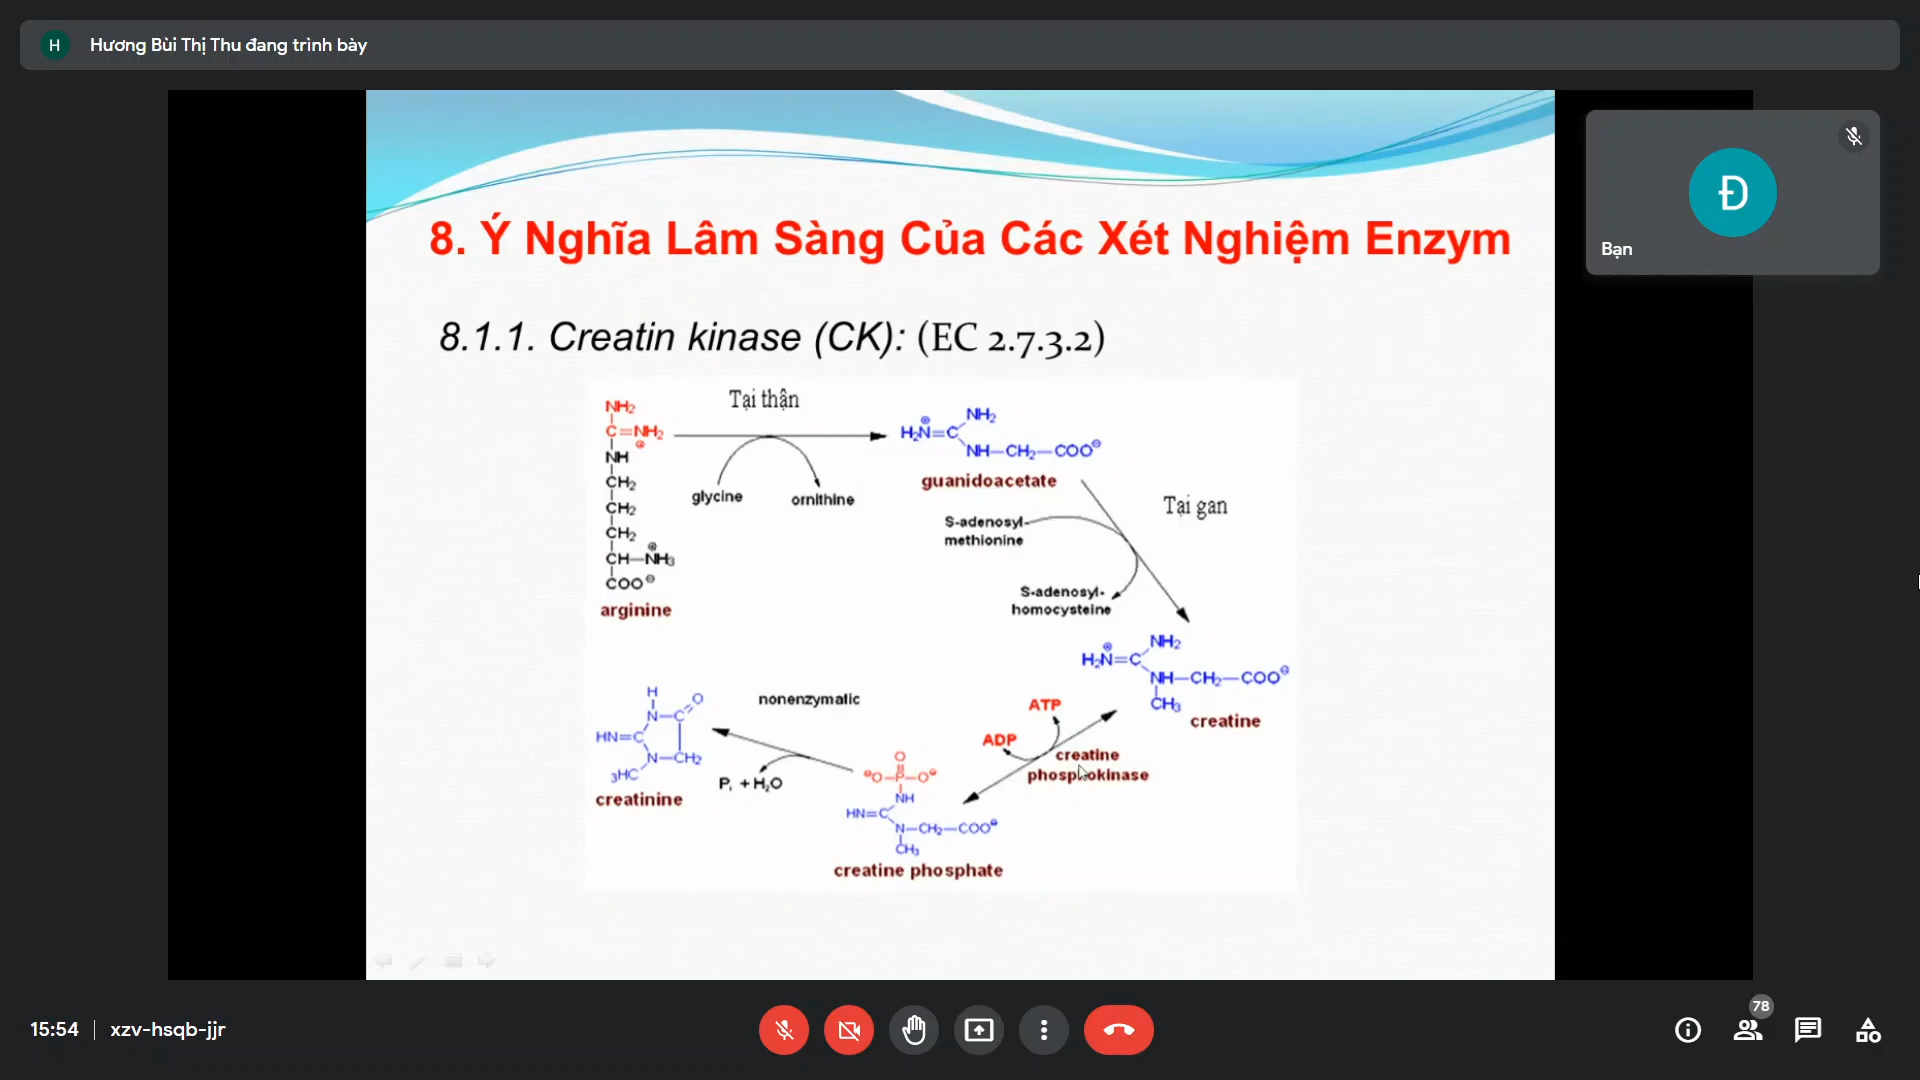 H
Hương Bùi Thị Thu đang trình bày
Đ
Bạn
8. Ý Nghĩa Lâm Sàng Của Các Xét Nghiệm Enzym
8.1.1. Creatin kinase (CK): (EC 2.7.3.2)
Tại thận
NH₂
C=NH₂
⊕
NH
CH₂
CH₂
CH₂
⊕
CH—NH₃
COO⊖
arginine
glycine
ornithine
NH₂
⊕
H₂N=C
NH—CH₂—COO⊖
guanidoacetate
Tại gan
S-adenosyl-
methionine
S-adenosyl-
homocysteine
NH₂
⊕
H₂N=C
NH—CH₂—COO⊖
CH₃
creatine
ATP
ADP
creatine
phosphokinase
nonenzymalic
H
O
N—C
HN=C
N—CH₂
₃HC
creatinine
Pᵢ + H₂O
O
⊖O—P—O⊖
NH
HN=C
N—CH₂—COO⊖
CH₃
creatine phosphate
15:54
xzv-hsqb-jjr
78